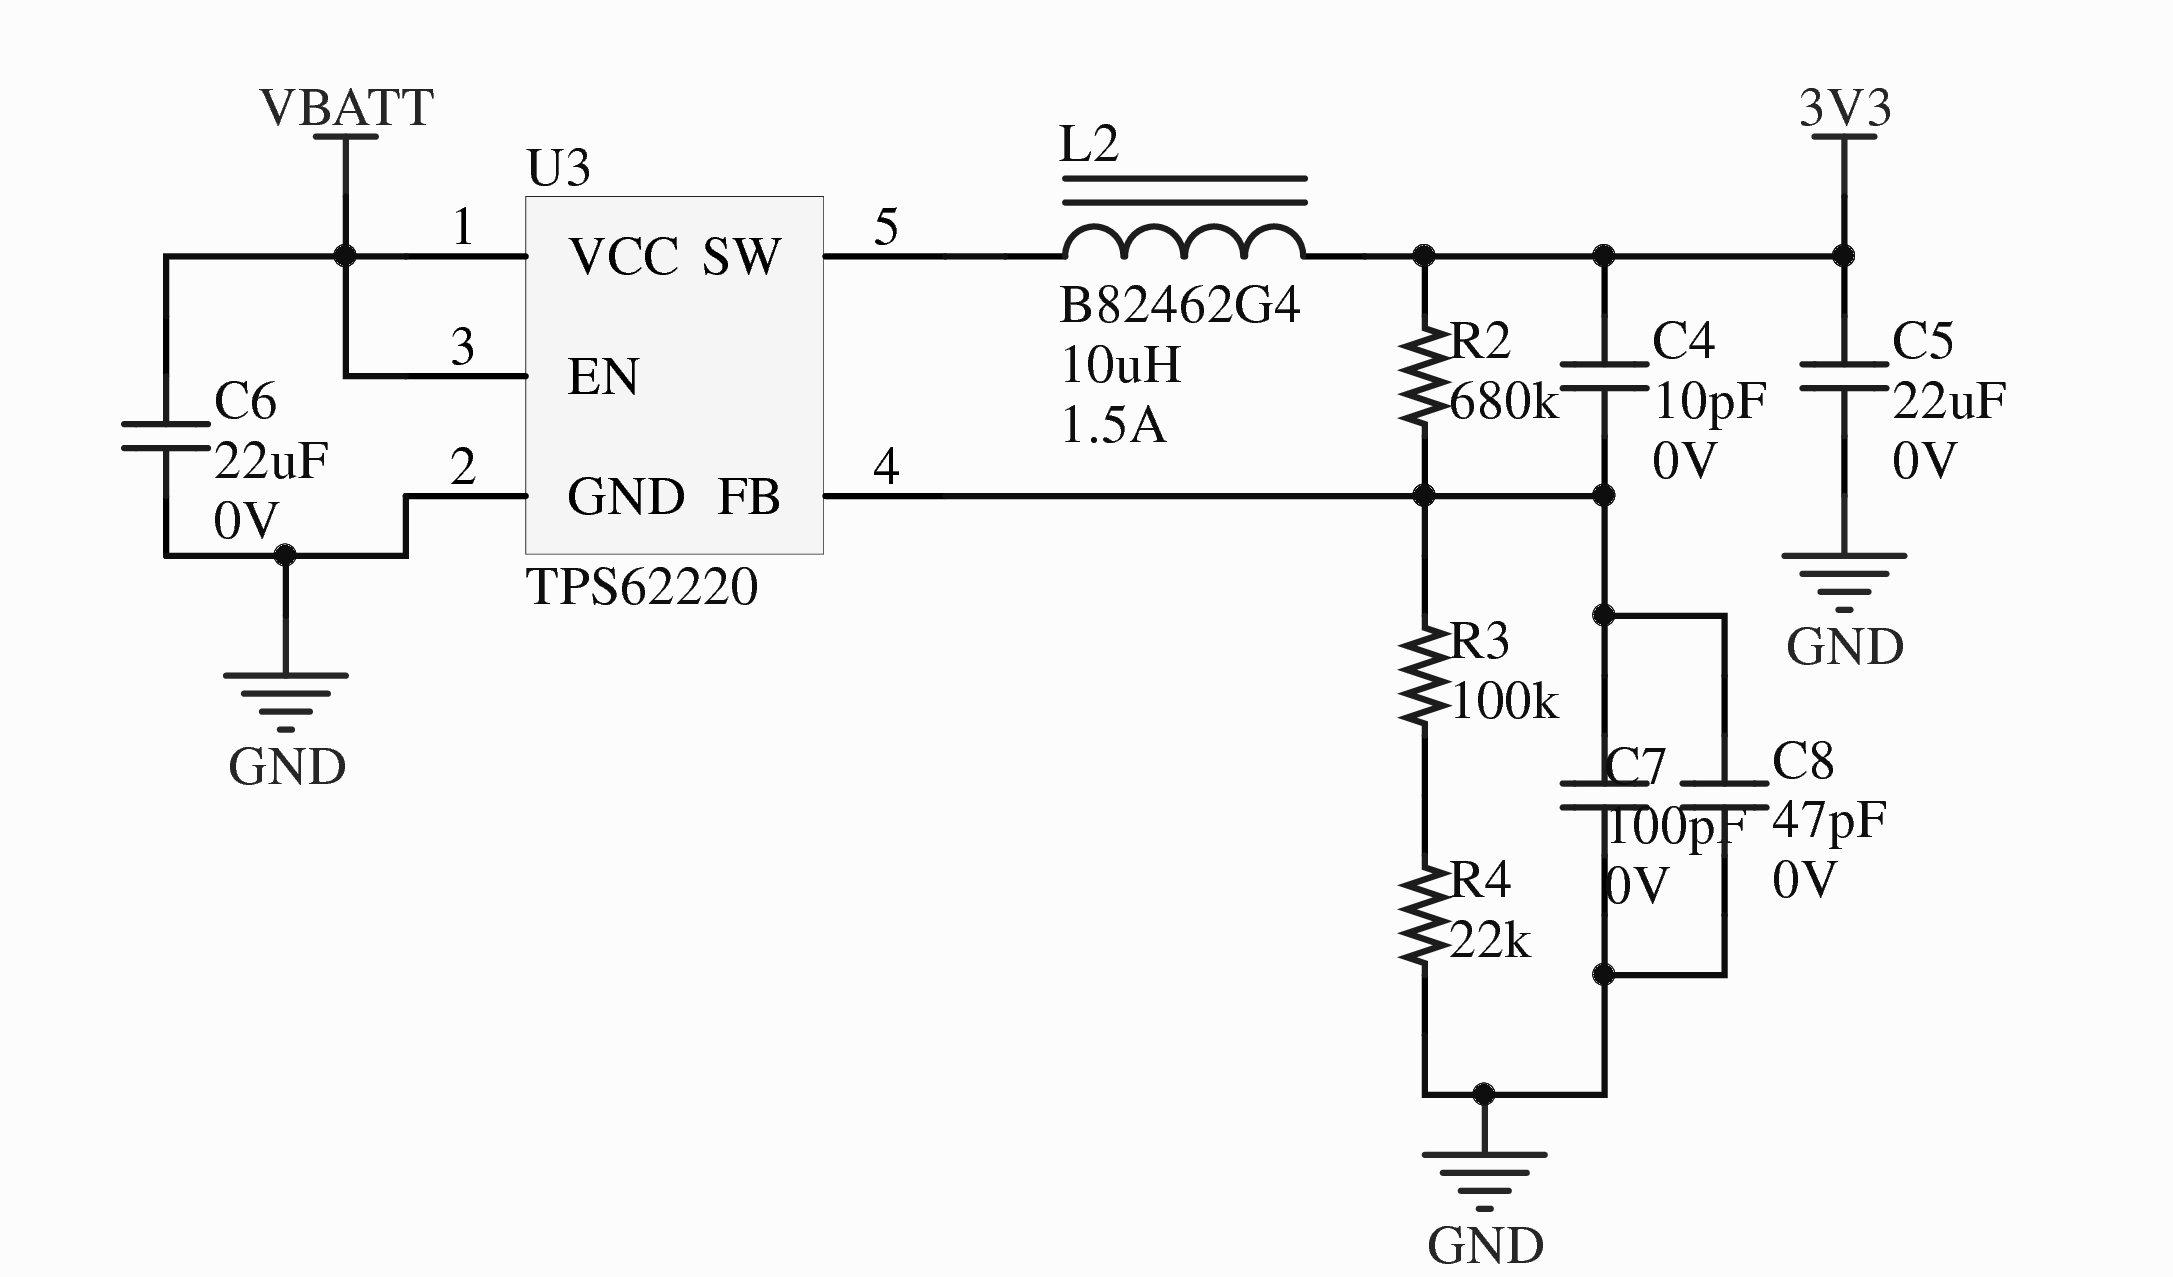 VBATT
3V3
U3
L2
1
VCC
SW
5
B82462G4
10uH
1.5A
3
EN
R2
680k
C4
10pF
0V
C5
22uF
0V
C6
22uF
0V
2
GND
FB
4
TPS62220
GND
R3
100k
GND
C7
100pF
0V
C8
47pF
0V
R4
22k
GND